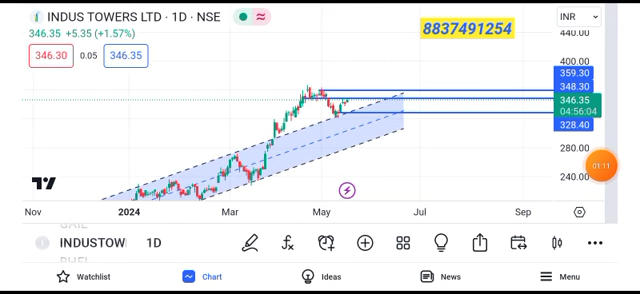 INDUS TOWERS LTD · 1D · NSE
346.35 +5.35 (+1.57%)
346.30 0.05 346.35
8837491254
INR
440.00
400.00
359.30
348.30
346.35
04:56:04
328.40
280.00
240.00
01:11
Nov 2024 Mar May Jul Sep
INDUSTOW 1D
Watchlist Chart Ideas News Menu